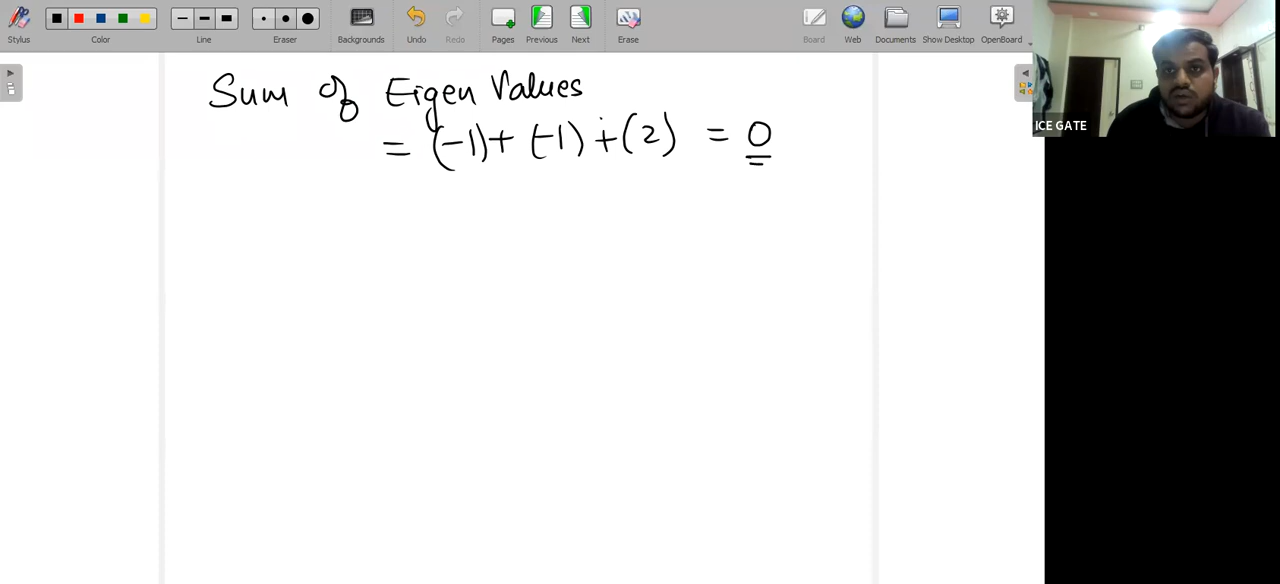 Stylus Color Line Eraser Backgrounds Undo Redo Pages Previous Next Erase Board Web Documents Show Desktop OpenBoard
Sum of Eigen Values
= (-1) + (-1) + (2) = 0
ICE GATE